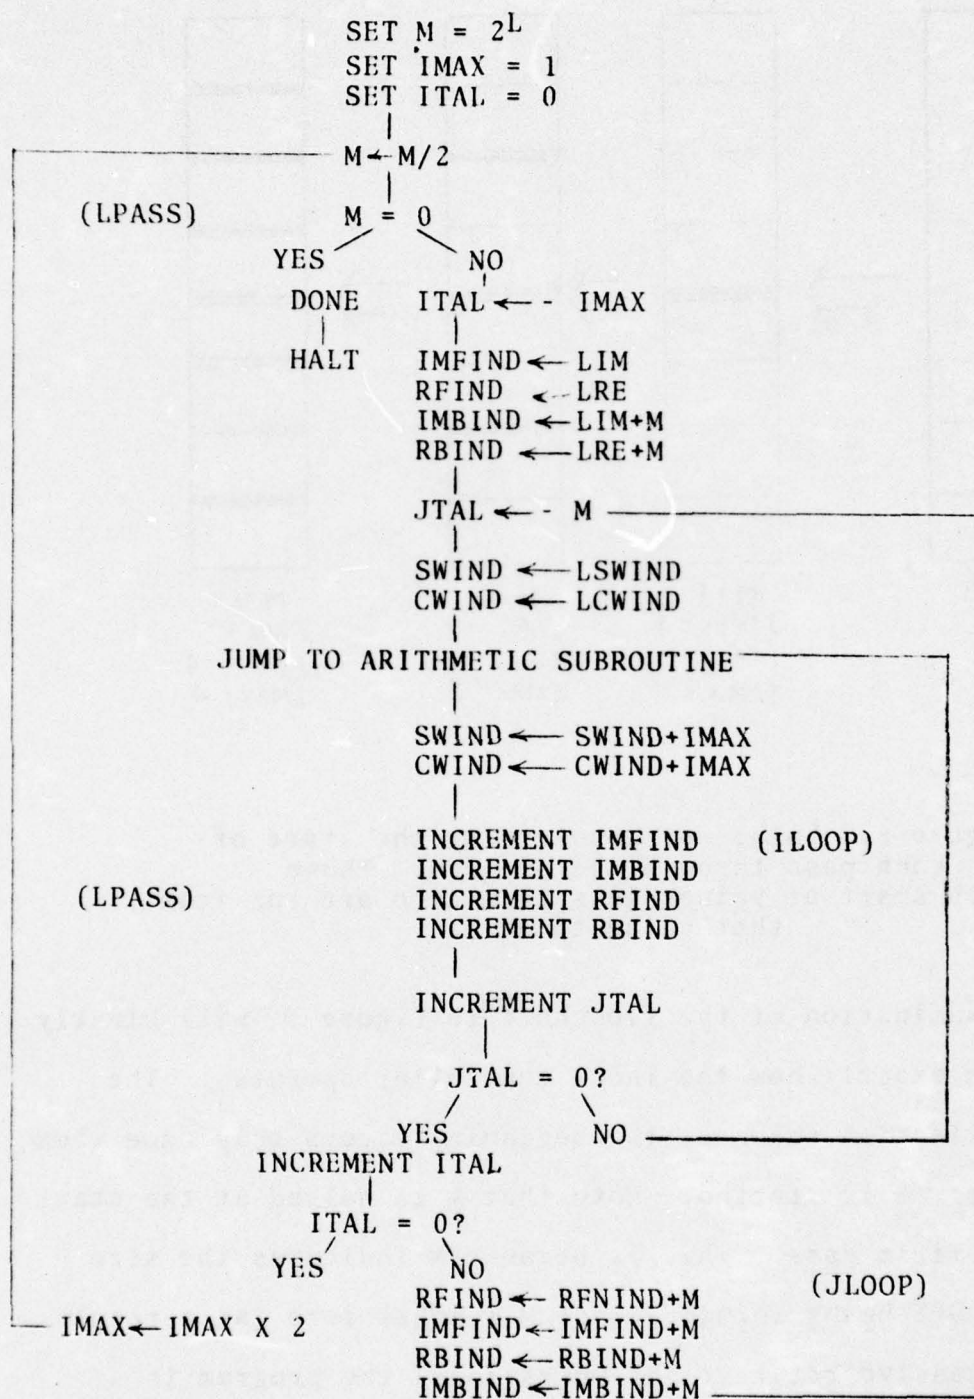 SET M = 2L
SET IMAX = 1
SET ITAL = 0
M ← M/2
(LPASS)
M = 0
YES NO
DONE ITAL ← - IMAX
HALT IMFIND ← LIM
RFIND ← LRE
IMBIND ← LIM+M
RBIND ← LRE+M
JTAL ← - M
SWIND ← LSWIND
CWIND ← LCWIND
JUMP TO ARITHMETIC SUBROUTINE
SWIND ← SWIND+IMAX
CWIND ← CWIND+IMAX
INCREMENT IMFIND (ILOOP)
INCREMENT IMBIND
(LPASS) INCREMENT RFIND
INCREMENT RBIND
INCREMENT JTAL
JTAL = 0?
YES NO
INCREMENT ITAL
ITAL = 0?
YES NO
(JLOOP)
RFIND ← RFNIND+M
IMAX ← IMAX X 2 IMFIND ← IMFIND+M
RBIND ← RBIND+M
IMBIND ← IMBIND+M